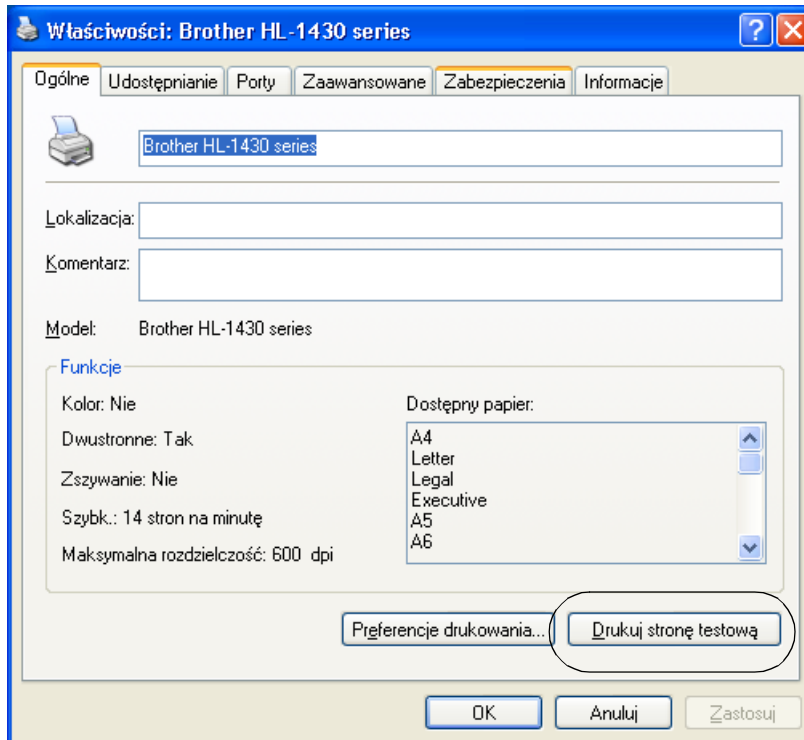 Właściwości: Brother HL-1430 series
Ogólne Udostępnianie Porty Zaawansowane Zabezpieczenia Informacje
Brother HL-1430 series
Lokalizacja:
Komentarz:
Model: Brother HL-1430 series
Funkcje
Kolor: Nie
Dwustronne: Tak
Zszywanie: Nie
Szybk.: 14 stron na minutę
Maksymalna rozdzielczość: 600 dpi
Dostępny papier:
A4
Letter
Legal
Executive
A5
A6
Preferencje drukowania... Drukuj stronę testową
OK Anuluj Zastosuj